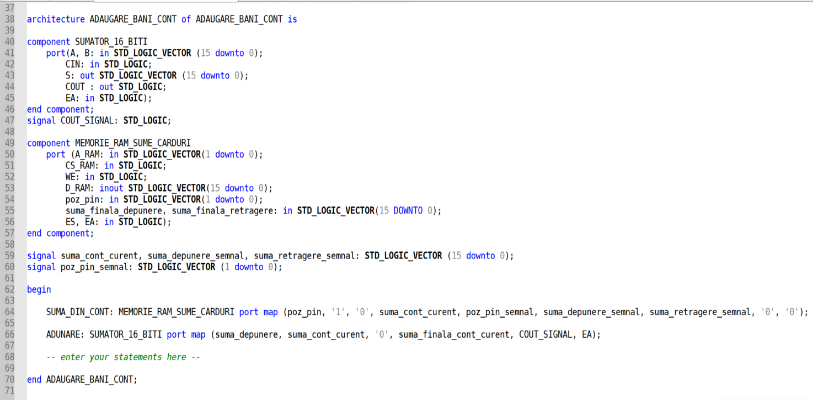 37
38 architecture ADAUGARE_BANI_CONT of ADAUGARE_BANI_CONT is
39
40 component SUMATOR_16_BITI
41 port(A, B: in STD_LOGIC_VECTOR (15 downto 0);
42 CIN: in STD_LOGIC;
43 S: out STD_LOGIC_VECTOR (15 downto 0);
44 COUT : out STD_LOGIC;
45 EA: in STD_LOGIC);
46 end component;
47 signal COUT_SIGNAL: STD_LOGIC;
48
49 component MEMORIE_RAM_SUME_CARDURI
50 port (A_RAM: in STD_LOGIC_VECTOR(1 downto 0);
51 CS_RAM: in STD_LOGIC;
52 WE: in STD_LOGIC;
53 D_RAM: inout STD_LOGIC_VECTOR(15 downto 0);
54 poz_pin: in STD_LOGIC_VECTOR(1 downto 0);
55 suma_finala_depunere, suma_finala_retragere: in STD_LOGIC_VECTOR(15 DOWNTO 0);
56 ES, EA: in STD_LOGIC);
57 end component;
58
59 signal suma_cont_curent, suma_depunere_semnal, suma_retragere_semnal: STD_LOGIC_VECTOR (15 downto 0);
60 signal poz_pin_semnal: STD_LOGIC_VECTOR (1 downto 0);
61
62 begin
63
64 SUMA_DIN_CONT: MEMORIE_RAM_SUME_CARDURI port map (poz_pin, '1', '0', suma_cont_curent, poz_pin_semnal, suma_depunere_semnal, suma_retragere_semnal, '0', '0');
65
66 ADUNARE: SUMATOR_16_BITI port map (suma_depunere, suma_cont_curent, '0', suma_finala_cont_curent, COUT_SIGNAL, EA);
67
68 -- enter your statements here --
69
70 end ADAUGARE_BANI_CONT;
71